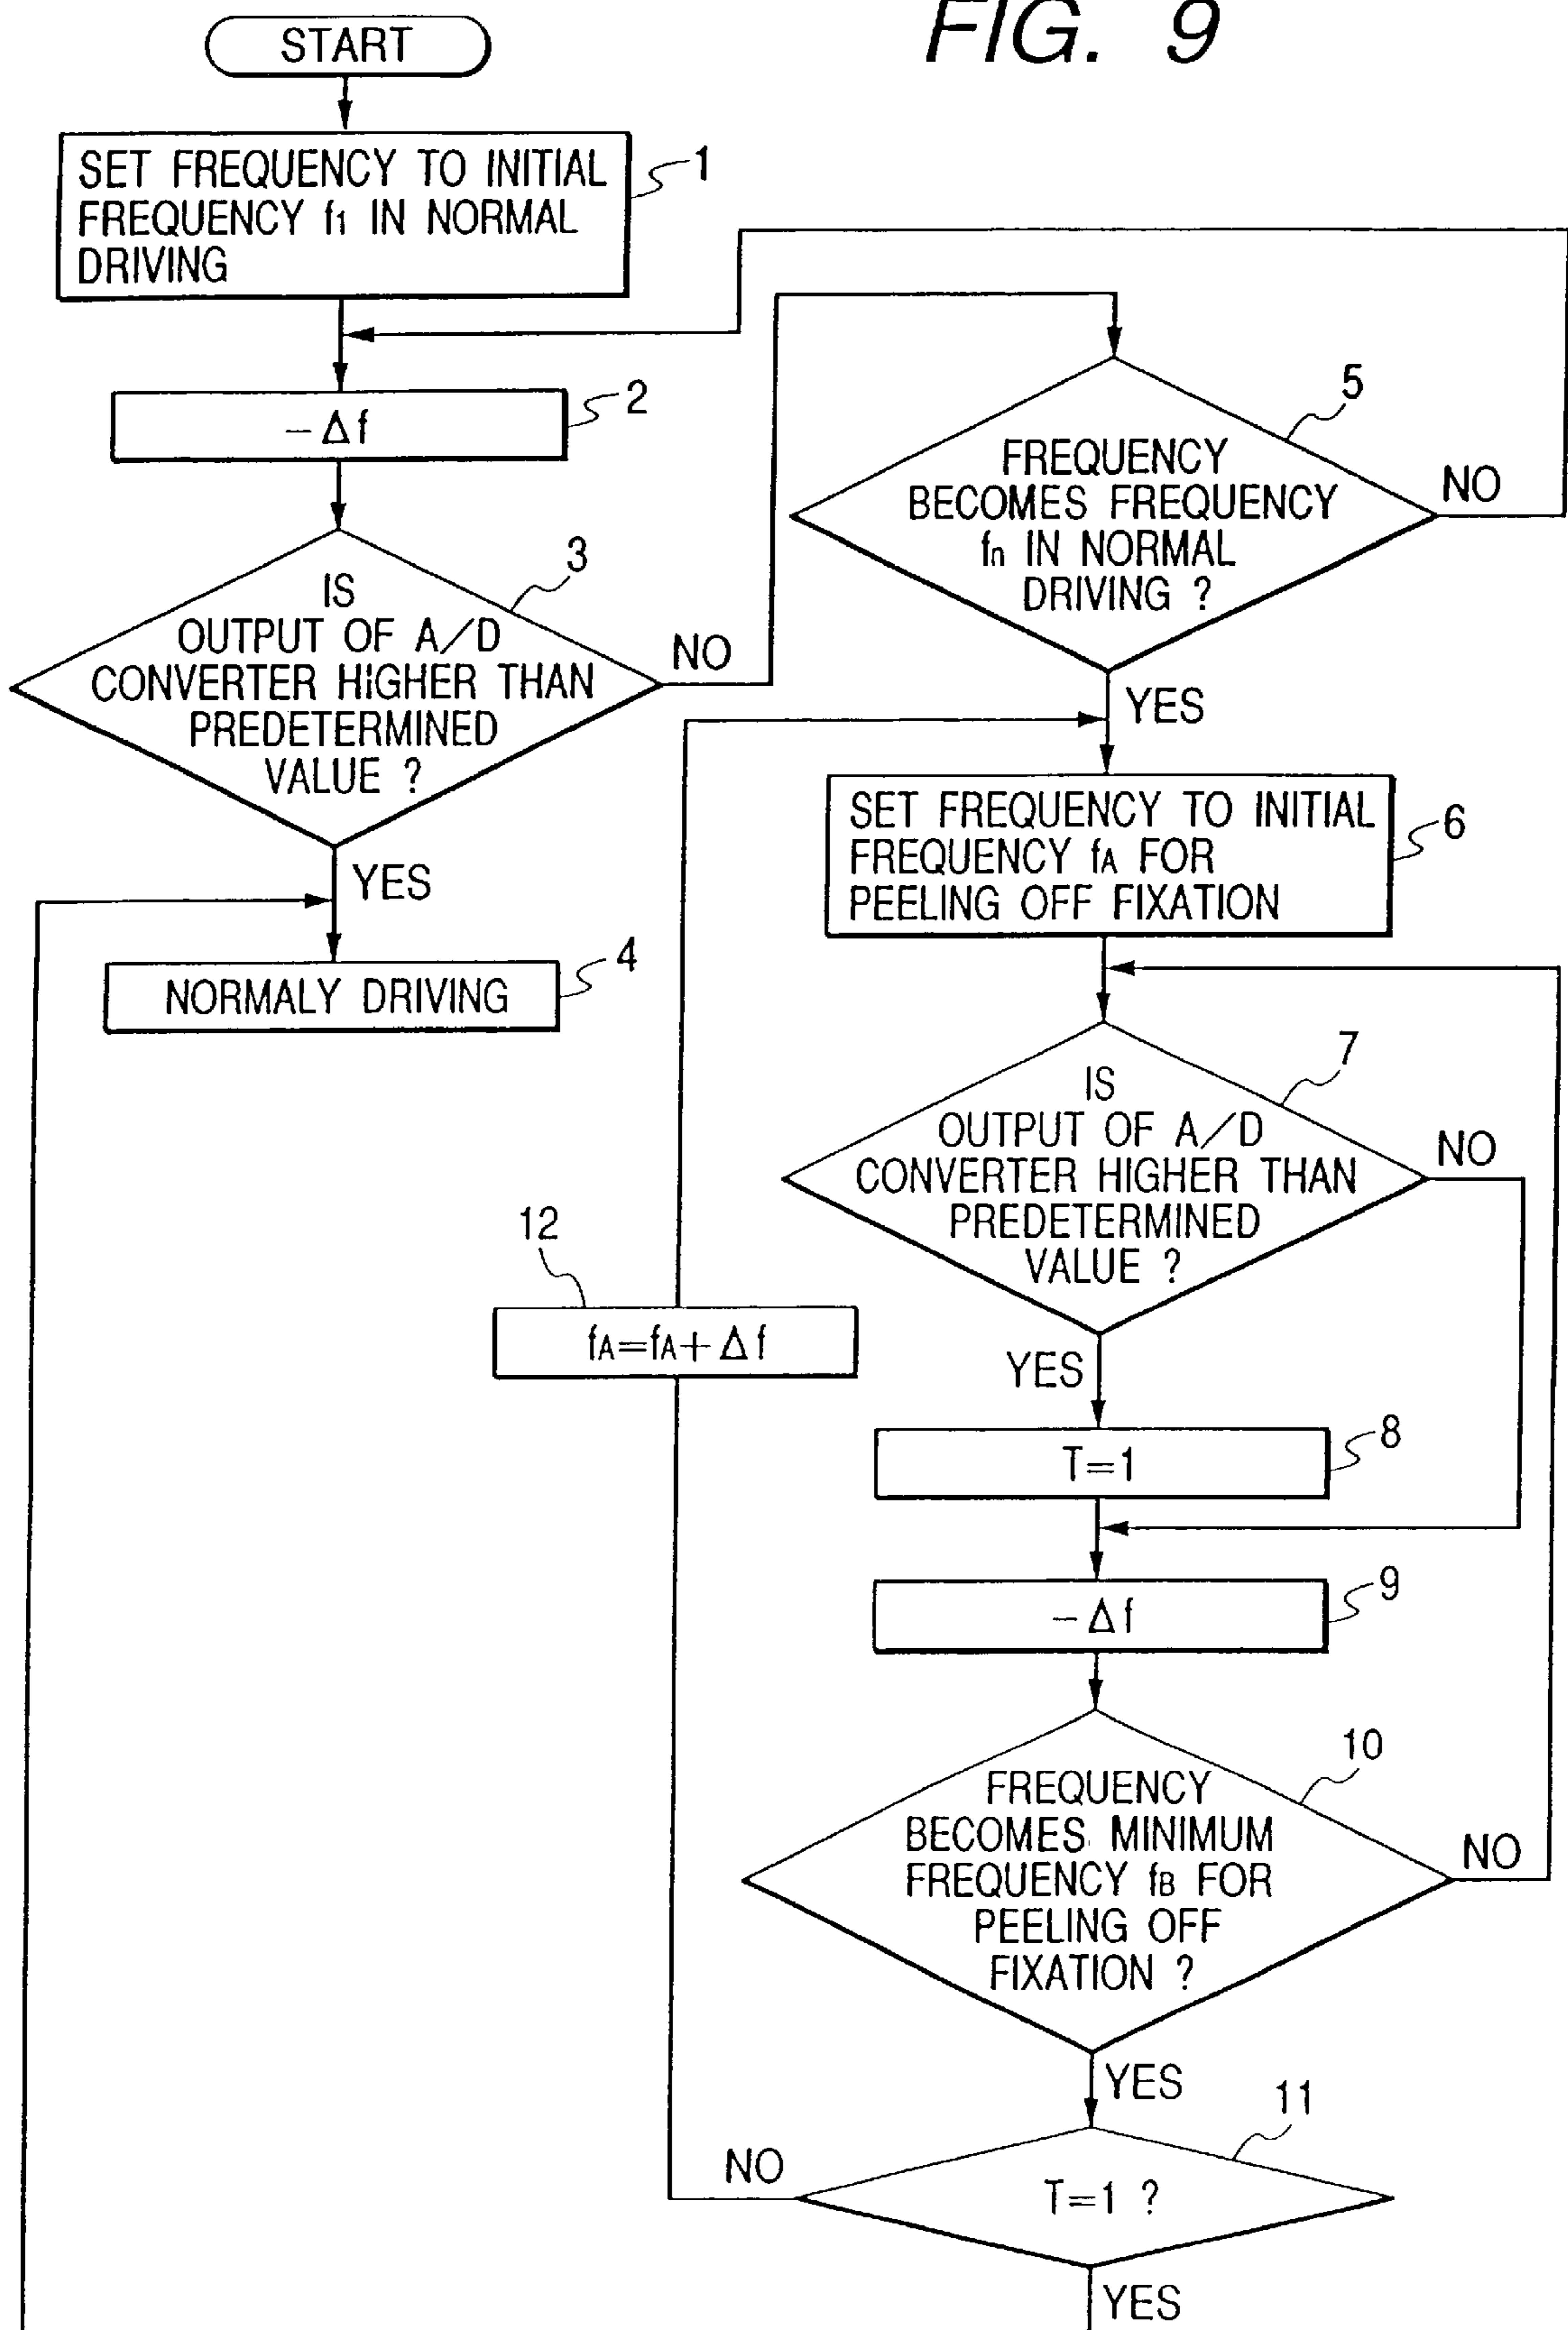 FIG. 9
START
SET FREQUENCY TO INITIAL
FREQUENCY f1 IN NORMAL
DRIVING
1
-Δf
2
IS
OUTPUT OF A/D
CONVERTER HIGHER THAN
PREDETERMINED
VALUE ?
3
NO
YES
NORMALY DRIVING
4
FREQUENCY
BECOMES FREQUENCY
fn IN NORMAL
DRIVING ?
5
NO
YES
SET FREQUENCY TO INITIAL
FREQUENCY fA FOR
PEELING OFF FIXATION
6
IS
OUTPUT OF A/D
CONVERTER HIGHER THAN
PREDETERMINED
VALUE ?
7
NO
YES
T=1
8
-Δf
9
FREQUENCY
BECOMES MINIMUM
FREQUENCY fB FOR
PEELING OFF
FIXATION ?
10
NO
YES
T=1 ?
11
NO
YES
12
fA=fA+Δf